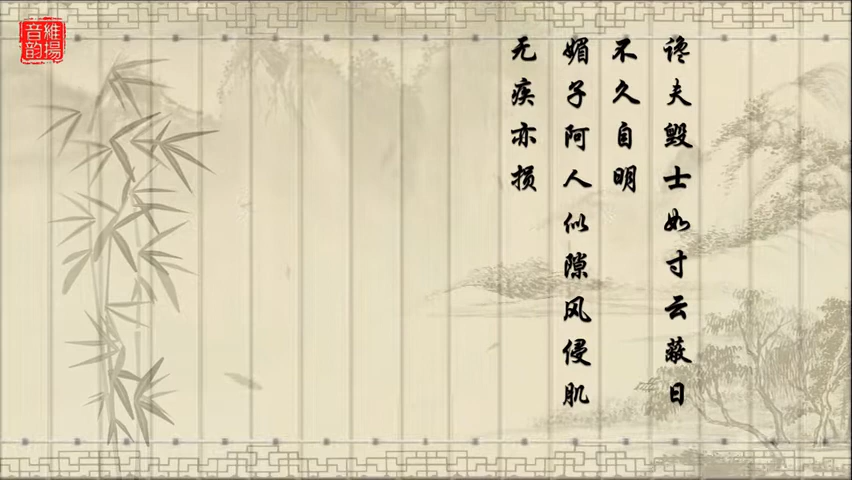 谗夫毁士如寸云蔽日
不久自明
媚子阿人似隙风侵肌
无疾亦损
維揚
音韵